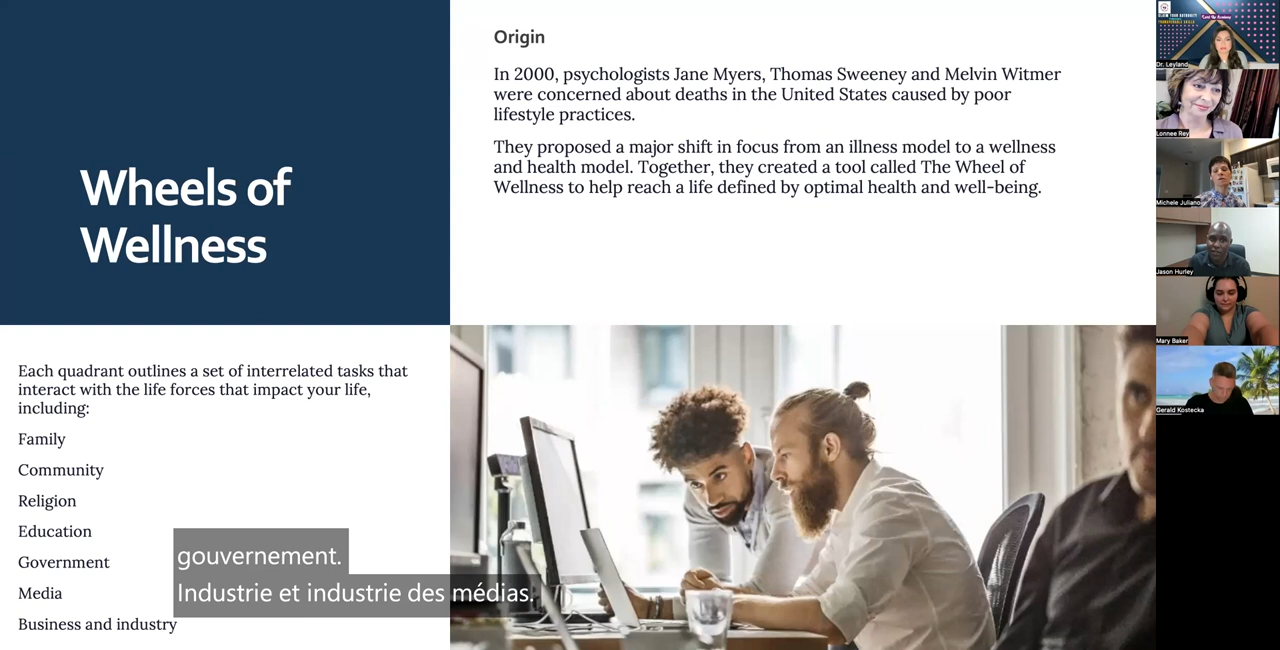 Wheels of
Wellness
Origin
In 2000, psychologists Jane Myers, Thomas Sweeney and Melvin Witmer
were concerned about deaths in the United States caused by poor
lifestyle practices.
They proposed a major shift in focus from an illness model to a wellness
and health model. Together, they created a tool called The Wheel of
Wellness to help reach a life defined by optimal health and well-being.
Each quadrant outlines a set of interrelated tasks that
interact with the life forces that impact your life,
including:
Family
Community
Religion
Education
Government
Media
Business and industry
gouvernement.
Industrie et industrie des médias.
Dr. Leyland
Lonnee Rey
Michele Juliano
Jason Hurley
Mary Baker
Gerald Kostecka